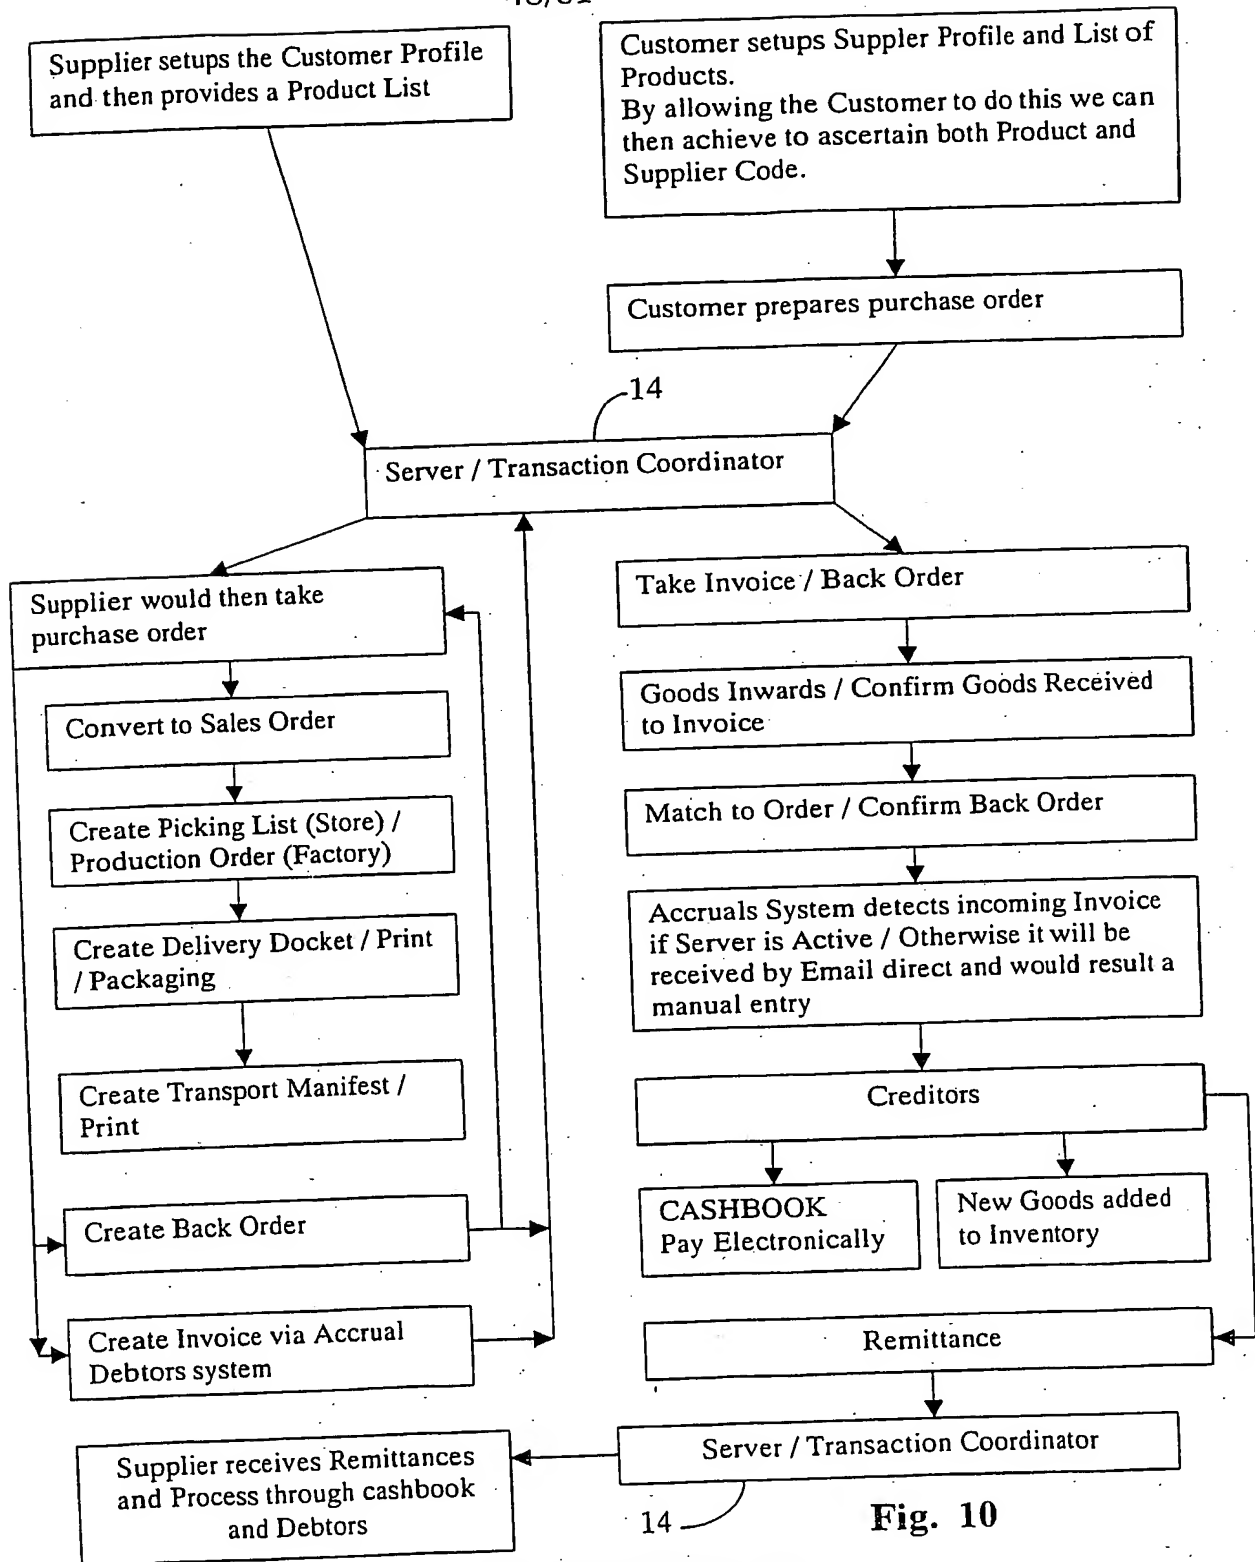 Supplier setups the Customer Profile
and then provides a Product List
Customer setups Suppler Profile and List of
Products.
By allowing the Customer to do this we can
then achieve to ascertain both Product and
Supplier Code.
Customer prepares purchase order
14
Server / Transaction Coordinator
Supplier would then take
purchase order
Convert to Sales Order
Create Picking List (Store) /
Production Order (Factory)
Create Delivery Docket / Print
/ Packaging
Create Transport Manifest /
Print
Create Back Order
Create Invoice via Accrual
Debtors system
Take Invoice / Back Order
Goods Inwards / Confirm Goods Received
to Invoice
Match to Order / Confirm Back Order
Accruals System detects incoming Invoice
if Server is Active / Otherwise it will be
received by Email direct and would result a
manual entry
Creditors
CASHBOOK
Pay Electronically
New Goods added
to Inventory
Remittance
Server / Transaction Coordinator
14
Supplier receives Remittances
and Process through cashbook
and Debtors
Fig. 10